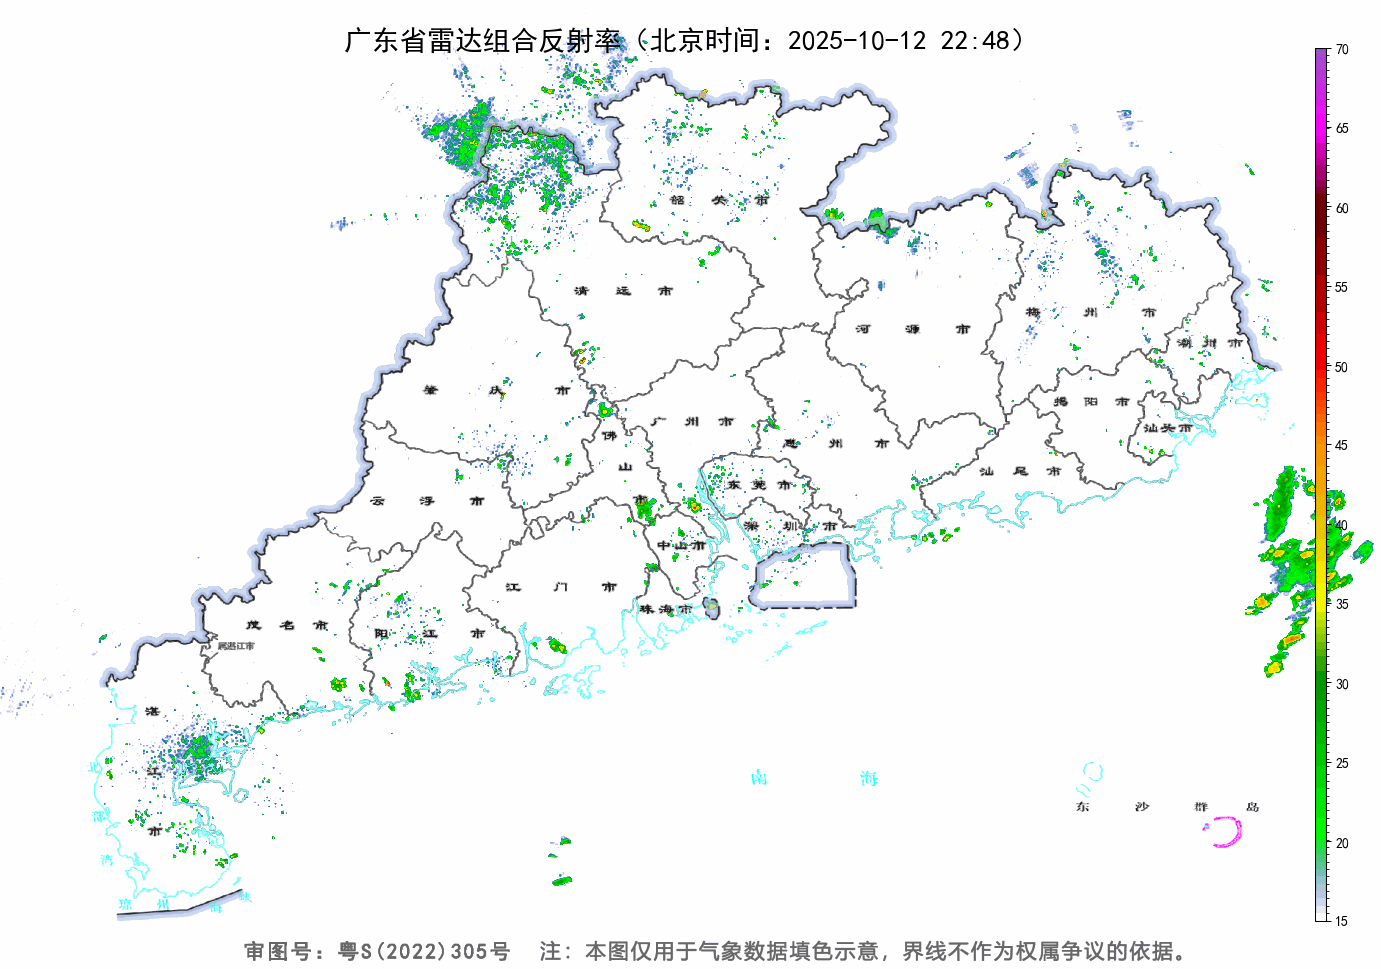 广东省雷达组合反射率（北京时间：2025-10-12 22:48）
70
65
60
55
50
45
40
35
30
25
20
15
韶关市
清远市
河源市
梅州市
潮州市
肇庆市
广州市
揭阳市
佛山市
惠州市
汕头市
汕尾市
云浮市
东莞市
深圳市
中山市
江门市
珠海市
茂名市
阳江市
属湛江市
湛江市
北部湾
南海
东沙群岛
琼州海峡
审图号：粤S(2022)305号 注：本图仅用于气象数据填色示意，界线不作为权属争议的依据。